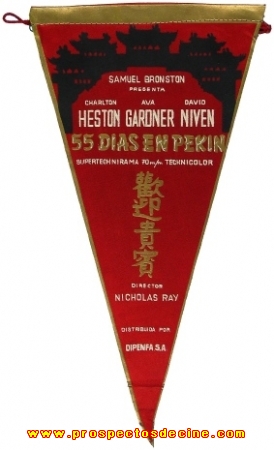 SAMUEL BRONSTON
PRESENTA
CHARLTON AVA DAVID
HESTON GARDNER NIVEN
55 DIAS EN PEKIN
SUPERTECHNIRAMA 70 m/m TECHNICOLOR
歡
迎
貴
賓
DIRECTOR
NICHOLAS RAY
DISTRIBUIDA POR
DIPENFA S.A.
www.prospectosdecine.com